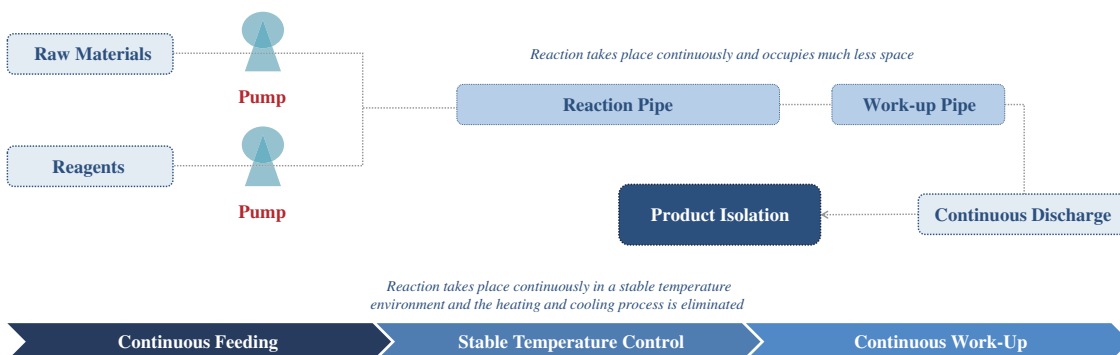 Raw Materials
Pump
Reaction takes place continuously and occupies much less space
Reaction Pipe
Work-up Pipe
Reagents
Pump
Product Isolation
Continuous Discharge
Reaction takes place continuously in a stable temperature
environment and the heating and cooling process is eliminated
Continuous Feeding
Stable Temperature Control
Continuous Work-Up